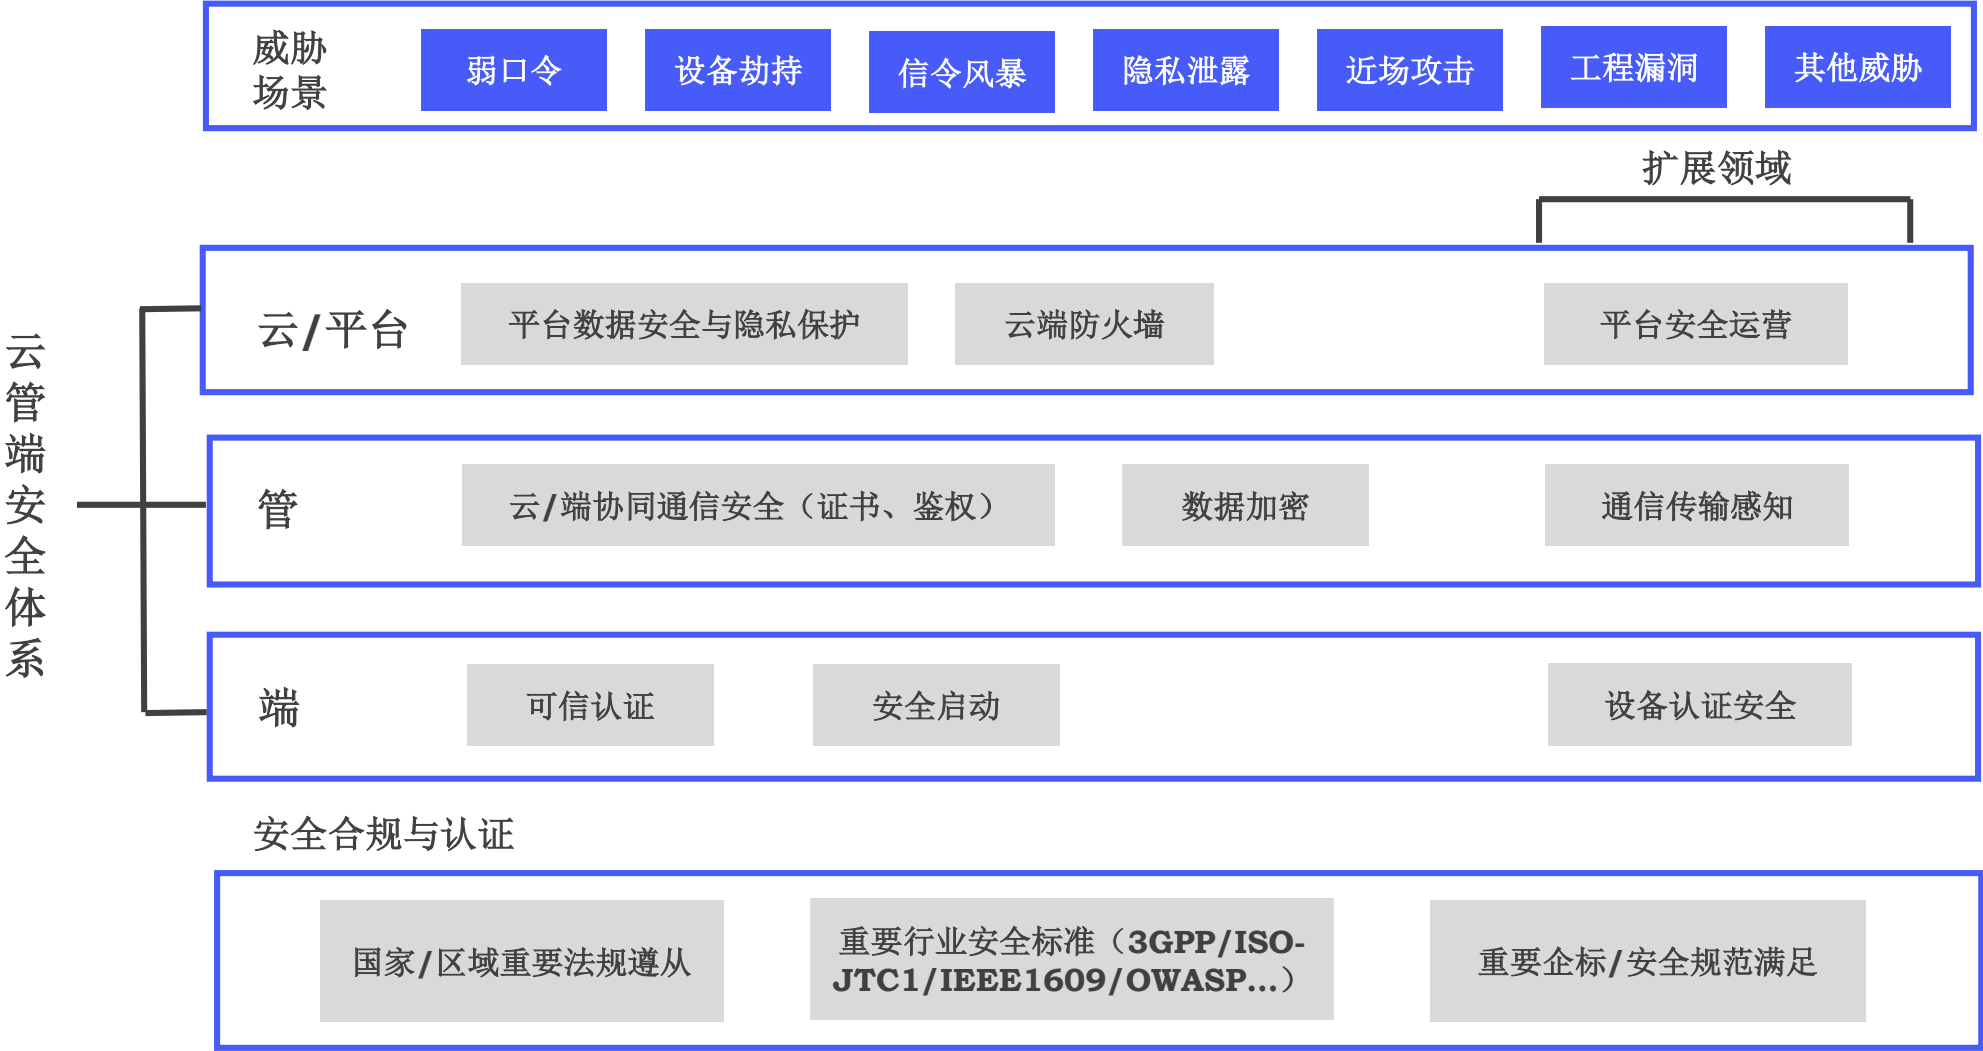 威胁
场景
弱口令
设备劫持
信令风暴
隐私泄露
近场攻击
工程漏洞
其他威胁
扩展领域
云管端安全体系
云/平台
平台数据安全与隐私保护
云端防火墙
平台安全运营
管
云/端协同通信安全（证书、鉴权）
数据加密
通信传输感知
端
可信认证
安全启动
设备认证安全
安全合规与认证
国家/区域重要法规遵从
重要行业安全标准（3GPP/ISO-
JTC1/IEEE1609/OWASP...）
重要企标/安全规范满足